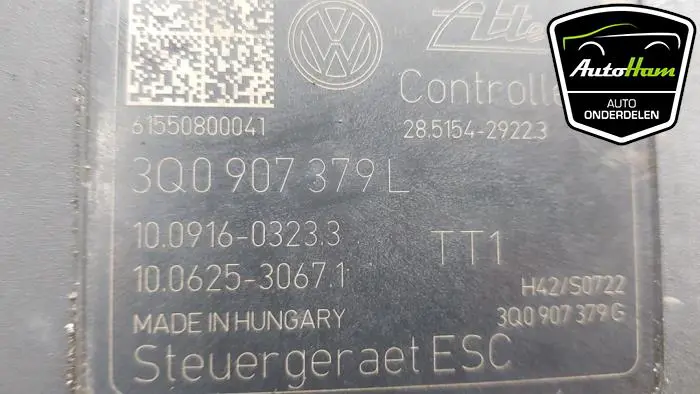 61550800041
Controlle
28.5154-2922.3
3Q0 907 379 L
10.0916-0323.3
10.0625-3067.1
TT1
H42/S0722
3Q0 907 379 G
MADE IN HUNGARY
Steuergeraet ESC
AutoHam
AUTO
ONDERDELEN